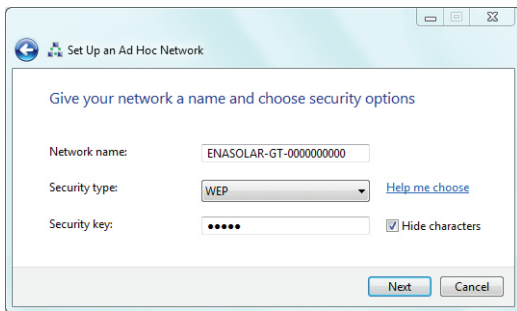 Set Up an Ad Hoc Network
Give your network a name and choose security options
Network name: ENASOLAR-GT-0000000000
Security type: WEP Help me choose
Security key: ●●●●● Hide characters
Next Cancel